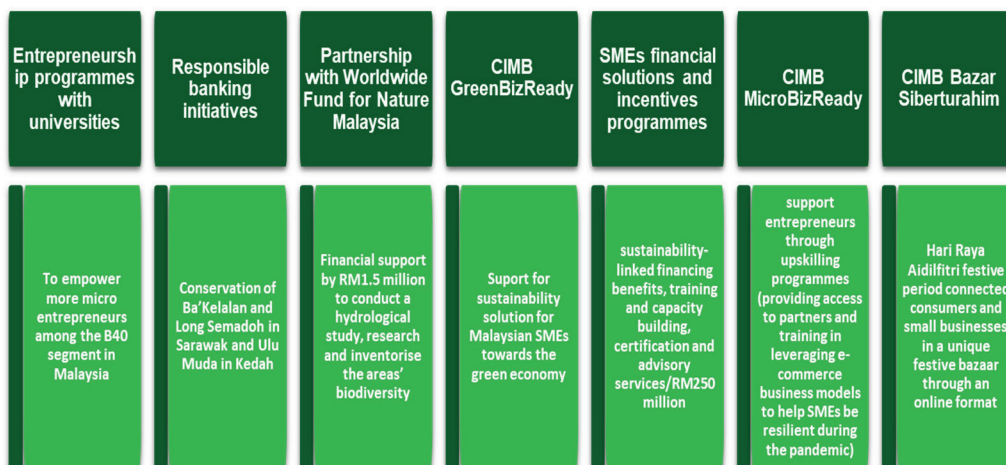 Entrepreneursh
ip programmes
with
universities
Responsible
banking
initiatives
Partnership
with Worldwide
Fund for Nature
Malaysia
CIMB
GreenBizReady
SMEs financial
solutions and
incentives
programmes
CIMB
MicroBizReady
CIMB Bazar
Siberturahim
To empower
more micro
entrepreneurs
among the B40
segment in
Malaysia
Conservation of
Ba'Kelalan and
Long Semadoh in
Sarawak and Ulu
Muda in Kedah
Financial support
by RM1.5 million
to conduct a
hydrological
study, research
and inventorise
the areas'
biodiversity
Suport for
sustainability
solution for
Malaysian SMEs
towards the
green economy
sustainability-
linked financing
benefits, training
and capacity
building,
certification and
advisory
services/RM250
million
support
entrepreneurs
through
upskilling
programmes
(providing access
to partners and
training in
leveraging e-
commerce
business models
to help SMEs be
resilient during
the pandemic)
Hari Raya
Aidilfitri festive
period connected
consumers and
small businesses
in a unique
festive bazaar
through an
online format